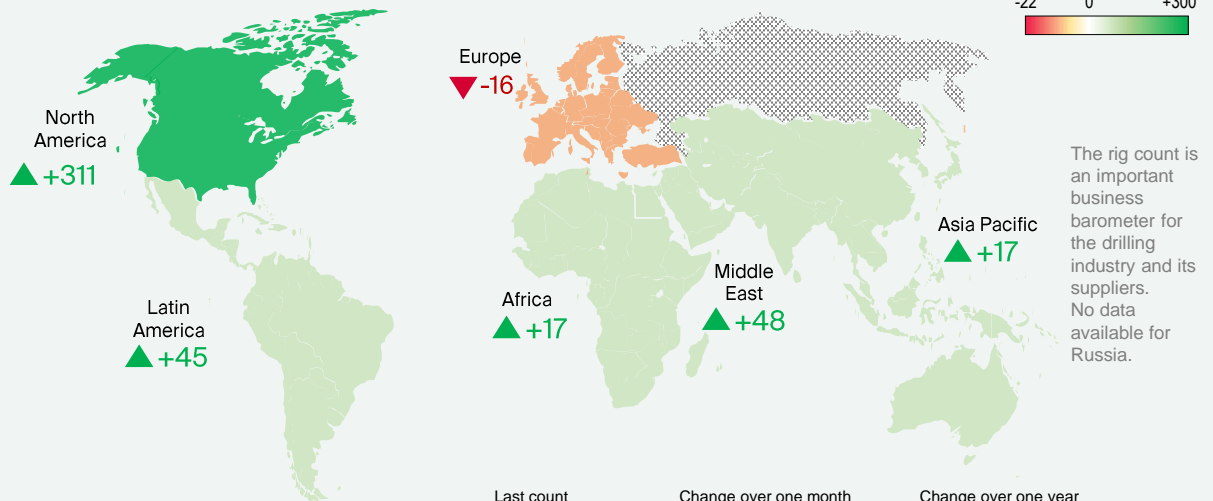 -22 0 +300
Europe
-16
North
America
+311
The rig count is
an important
business
barometer for
the drilling
industry and its
suppliers.
No data
available for
Russia.
Asia Pacific
+17
Middle
East
+48
Africa
+17
Latin
America
+45
Last count Change over one month Change over one year